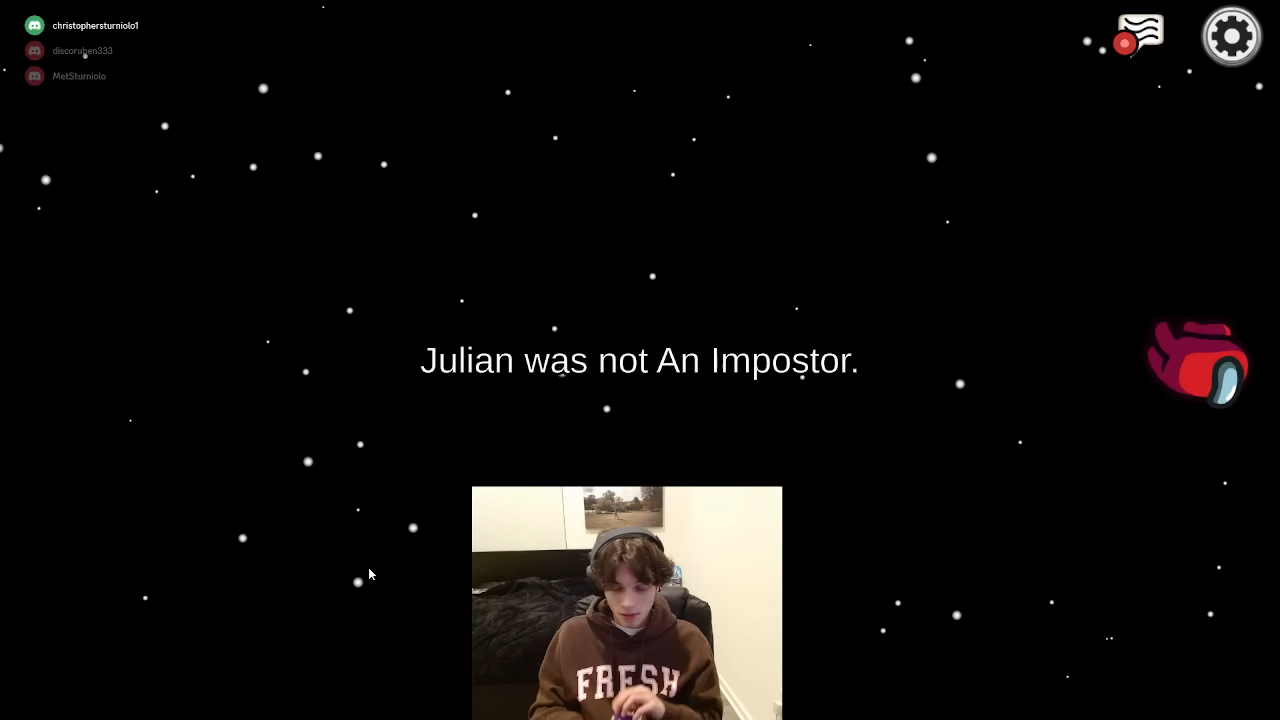 christophersturniolo1
discoruben333
MetSturniolo
Julian was not An Impostor.
FRESH